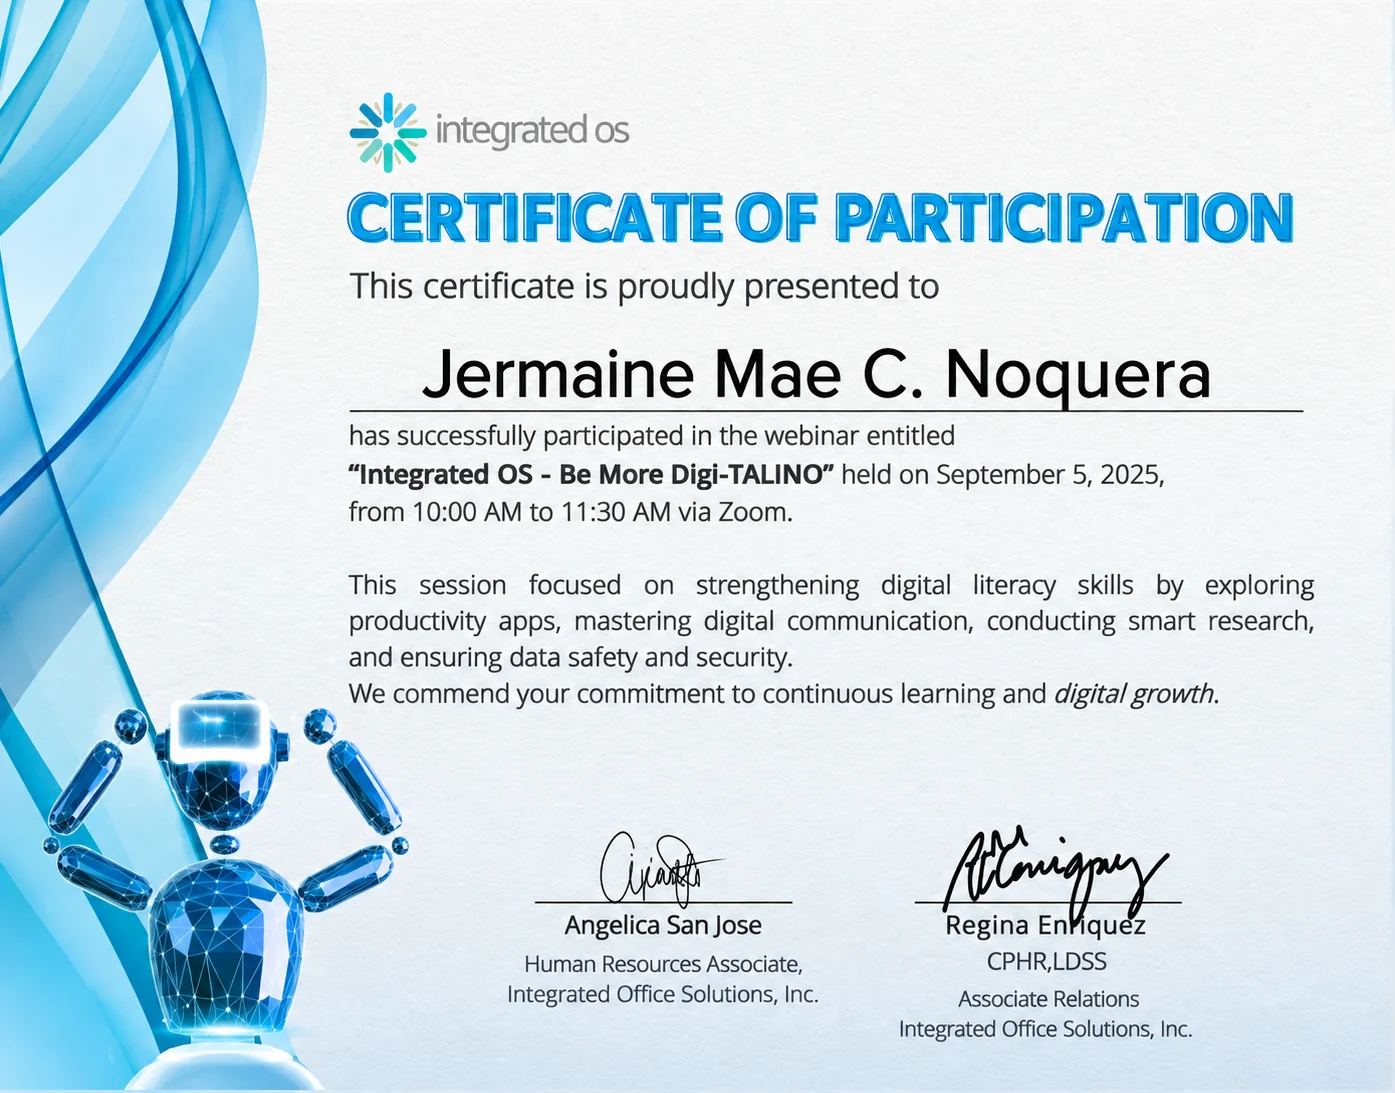 integrated os
CERTIFICATE OF PARTICIPATION
This certificate is proudly presented to
Jermaine Mae C. Noquera
has successfully participated in the webinar entitled
“Integrated OS - Be More Digi-TALINO” held on September 5, 2025,
from 10:00 AM to 11:30 AM via Zoom.
This session focused on strengthening digital literacy skills by exploring
productivity apps, mastering digital communication, conducting smart research,
and ensuring data safety and security.
We commend your commitment to continuous learning and digital growth.
Angelica San Jose
Human Resources Associate,
Integrated Office Solutions, Inc.
Regina Enriquez
CPHR,LDSS
Associate Relations
Integrated Office Solutions, Inc.